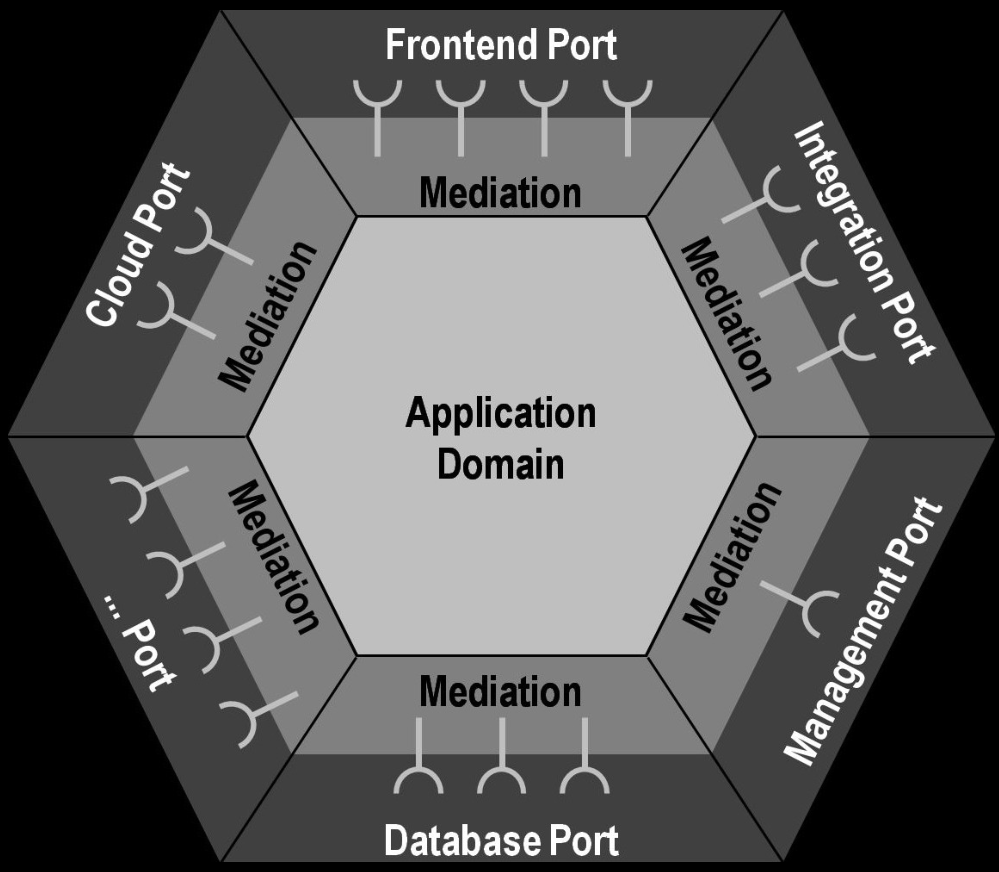 Frontend Port
Mediation
Integration Port
Mediation
Cloud Port
Mediation
Application
Domain
Mediation
... Port
Mediation
Management Port
Mediation
Database Port